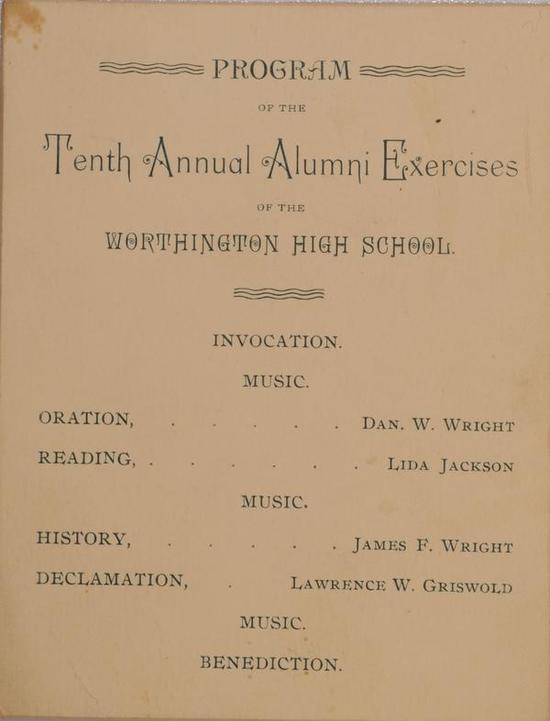 PROGRAM
OF THE
Tenth Annual Alumni Exercises
OF THE
WORTHINGTON HIGH SCHOOL.
INVOCATION.
MUSIC.
ORATION, . . . . . DAN. W. WRIGHT
READING, . . . . . . LIDA JACKSON
MUSIC.
HISTORY, . . . . . JAMES F. WRIGHT
DECLAMATION, . LAWRENCE W. GRISWOLD
MUSIC.
BENEDICTION.